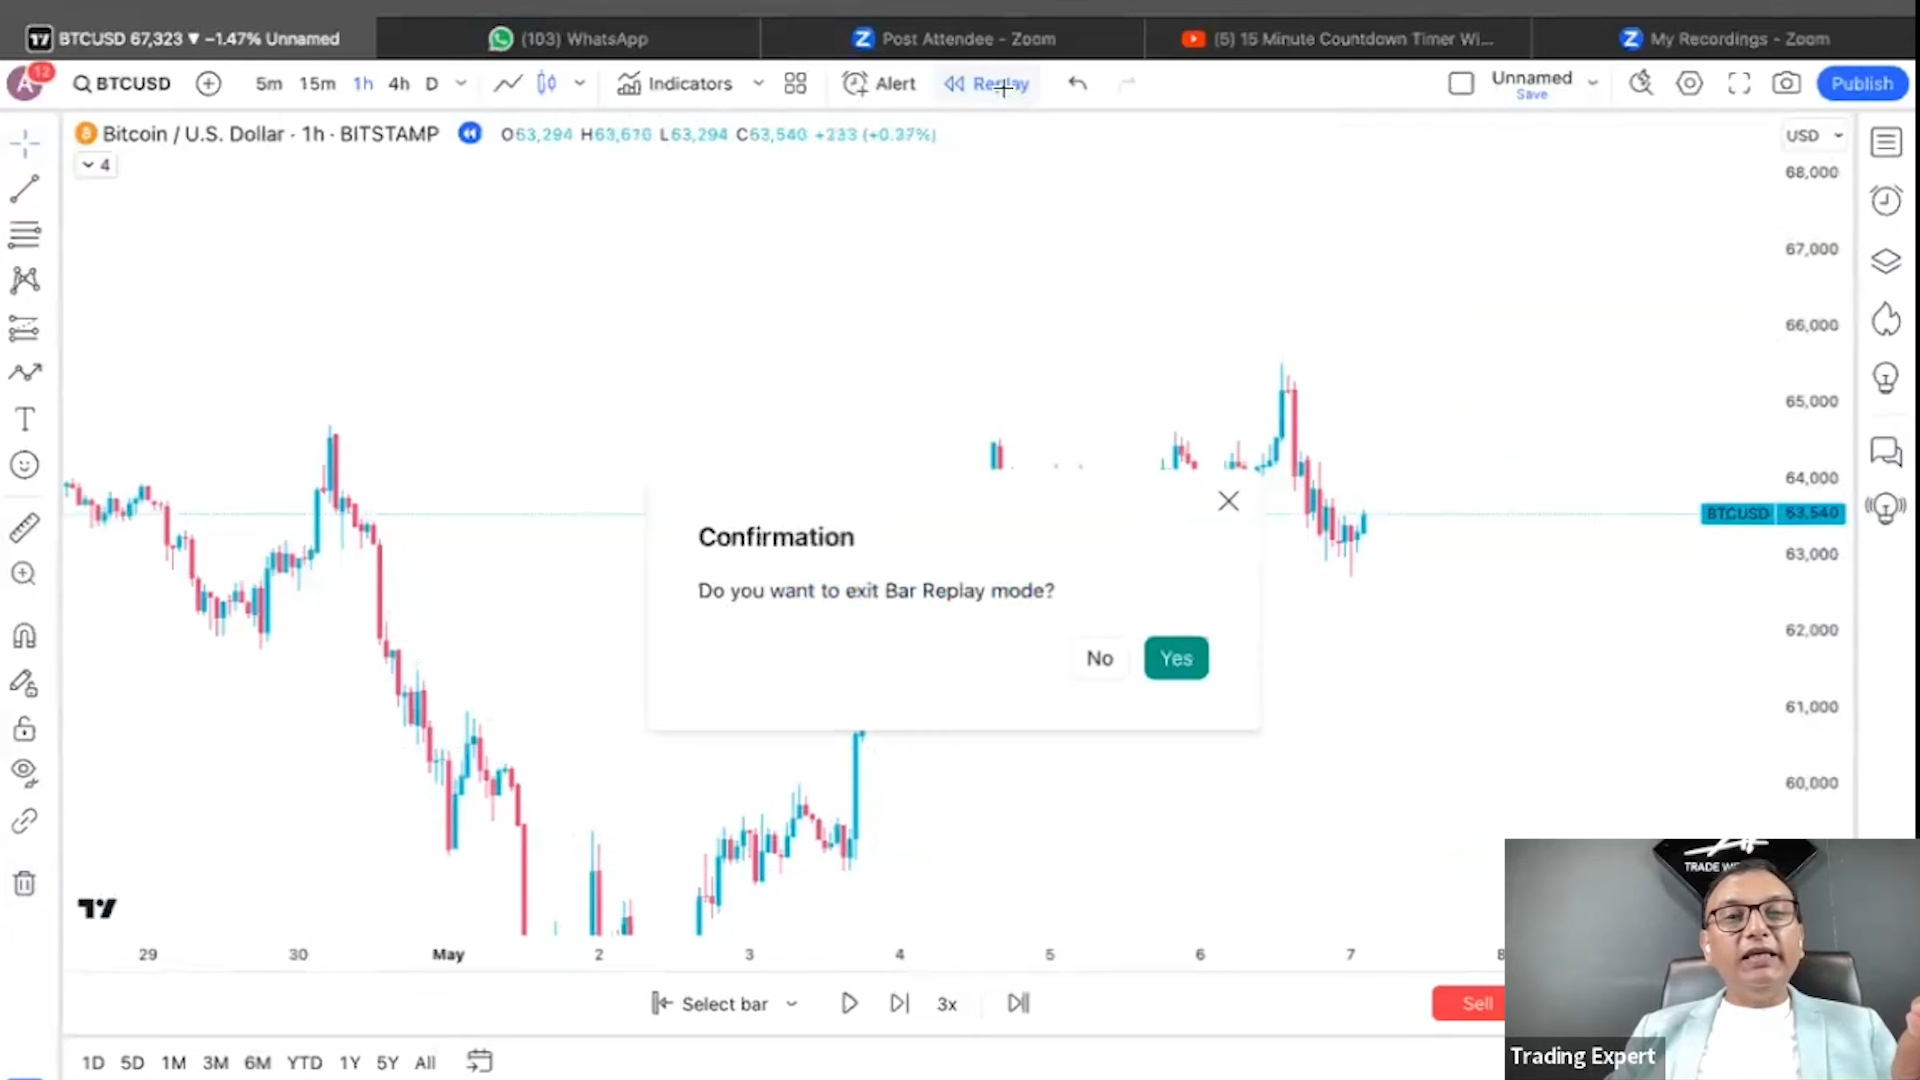 BTCUSD 67,323 ▼ −1.47% Unnamed
(103) WhatsApp
Post Attendee - Zoom
(5) 15 Minute Countdown Timer Wi...
My Recordings - Zoom
A 12
BTCUSD
5m 15m 1h 4h D
Indicators
Alert
Replay
Unnamed
Save
Publish
Bitcoin / U.S. Dollar · 1h · BITSTAMP
O63,294 H63,676 L63,294 C63,540 +233 (+0.37%)
USD
4
68,000
67,000
66,000
65,000
64,000
BTCUSD 63,540
63,000
62,000
61,000
60,000
Confirmation
Do you want to exit Bar Replay mode?
No
Yes
29 30 May 2 3 4 5 6 7 8
Select bar
3x
Sell
1D 5D 1M 3M 6M YTD 1Y 5Y All
Trading Expert